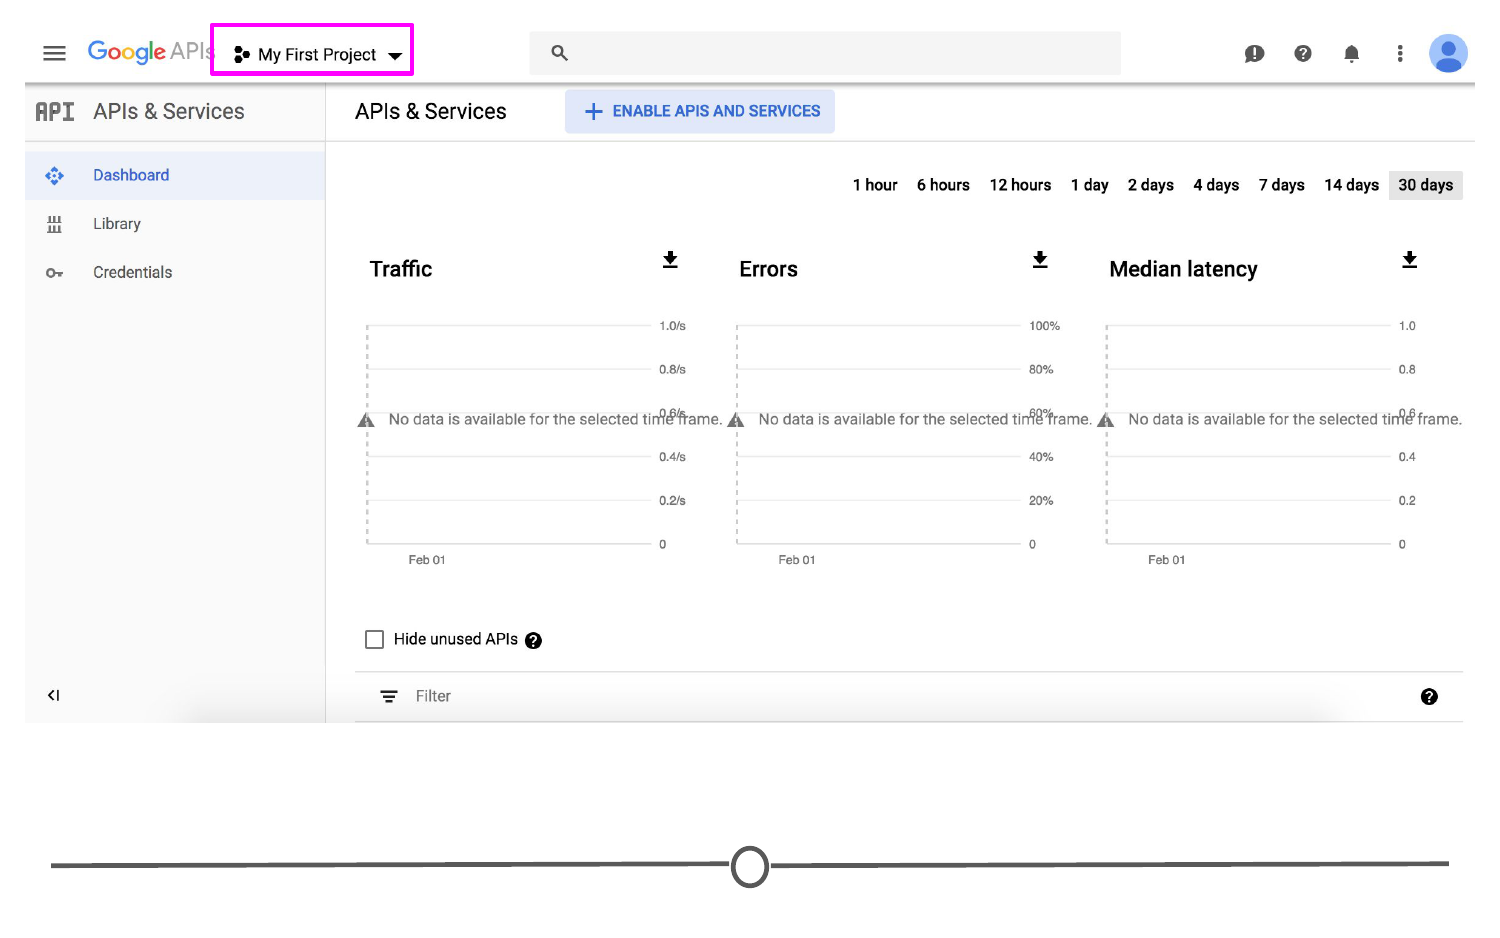 Google APIs
My First Project
API APIs & Services
APIs & Services
ENABLE APIS AND SERVICES
Dashboard
Library
Credentials
1 hour 6 hours 12 hours 1 day 2 days 4 days 7 days 14 days 30 days
Traffic
1.0/s
0.8/s
0.6/s
No data is available for the selected time frame.
0.4/s
0.2/s
0
Feb 01
Errors
100%
80%
60%
No data is available for the selected time frame.
40%
20%
0
Feb 01
Median latency
1.0
0.8
0.6
No data is available for the selected time frame.
0.4
0.2
0
Feb 01
Hide unused APIs
Filter